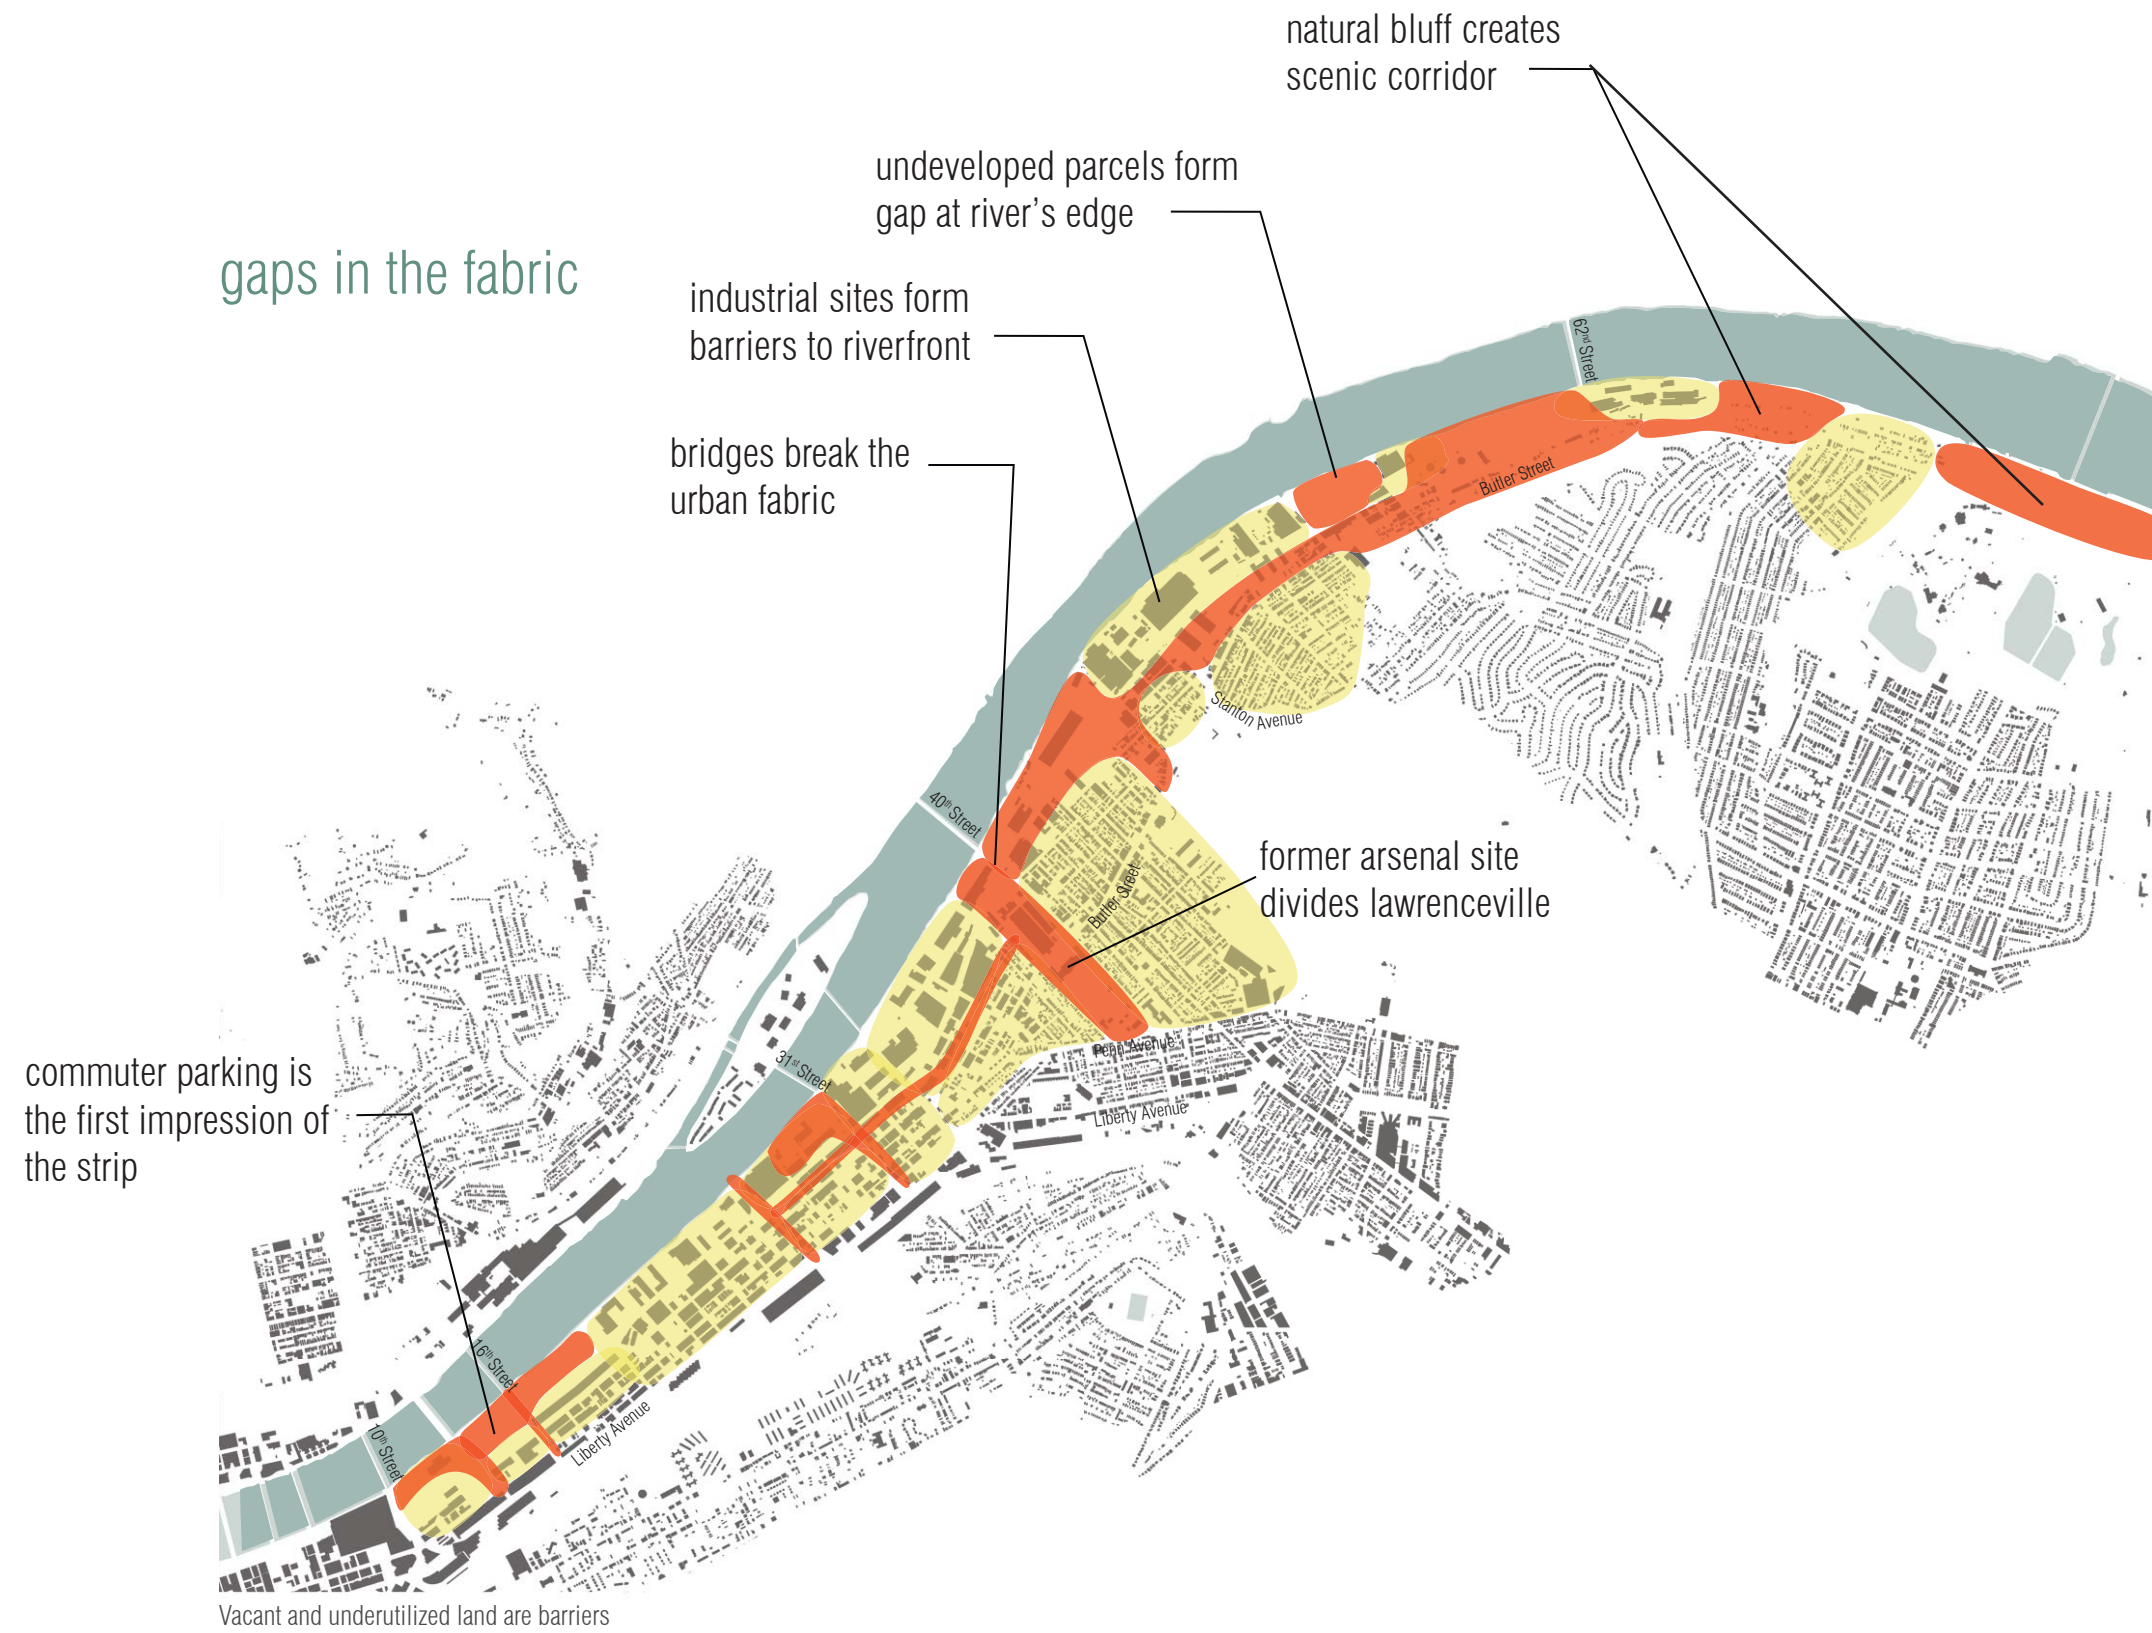 natural bluff creates
scenic corridor
undeveloped parcels form
gap at river's edge
gaps in the fabric
industrial sites form
barriers to riverfront
62nd Street
bridges break the
urban fabric
Butler Street
Stanton Avenue
40th Street
former arsenal site
divides lawrenceville
Butler Street
Penn Avenue
31st Street
Liberty Avenue
commuter parking is
the first impression of
the strip
16th Street
10th Street
Liberty Avenue
Vacant and underutilized land are barriers